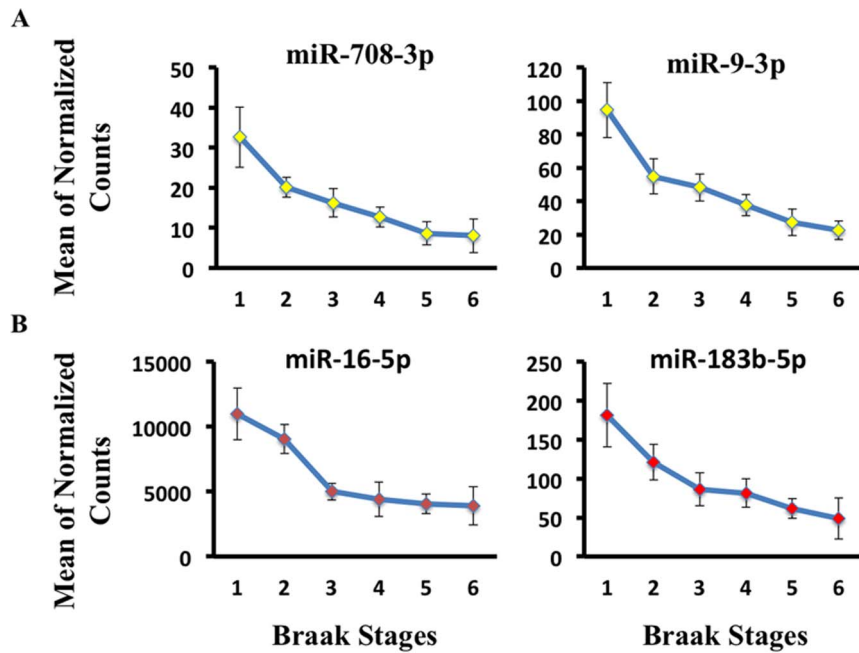 A
miR-708-3p
miR-9-3p
Mean of Normalized
Counts
50
40
30
20
10
0
1 2 3 4 5 6
120
100
80
60
40
20
0
1 2 3 4 5 6
B
miR-16-5p
miR-183b-5p
Mean of Normalized
Counts
15000
10000
5000
0
1 2 3 4 5 6
250
200
150
100
50
0
1 2 3 4 5 6
Braak Stages
Braak Stages